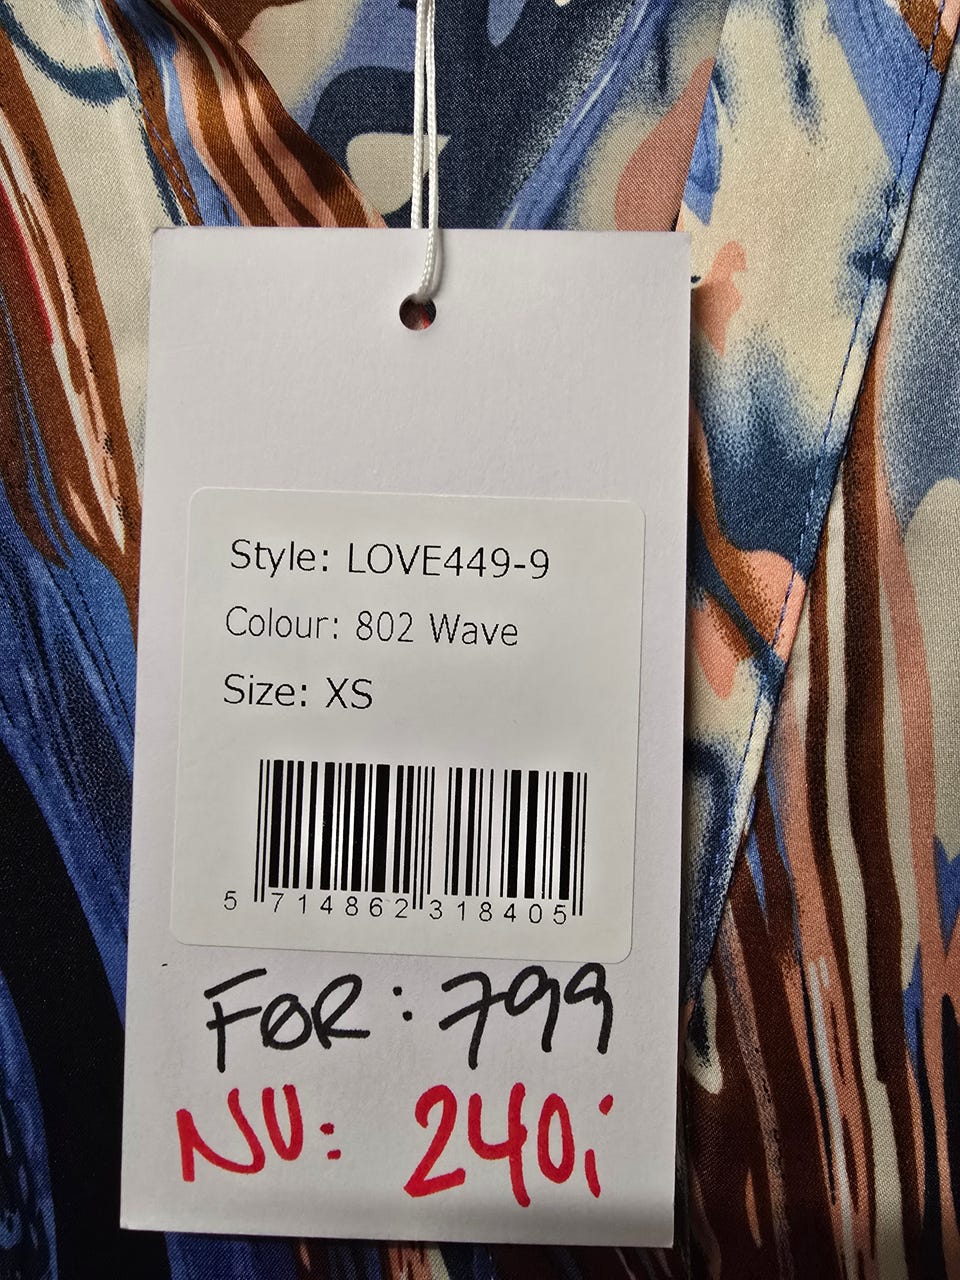 Style: LOVE449-9
Colour: 802 Wave
Size: XS
5 714862 318405
FØR: 799
NU: 240;